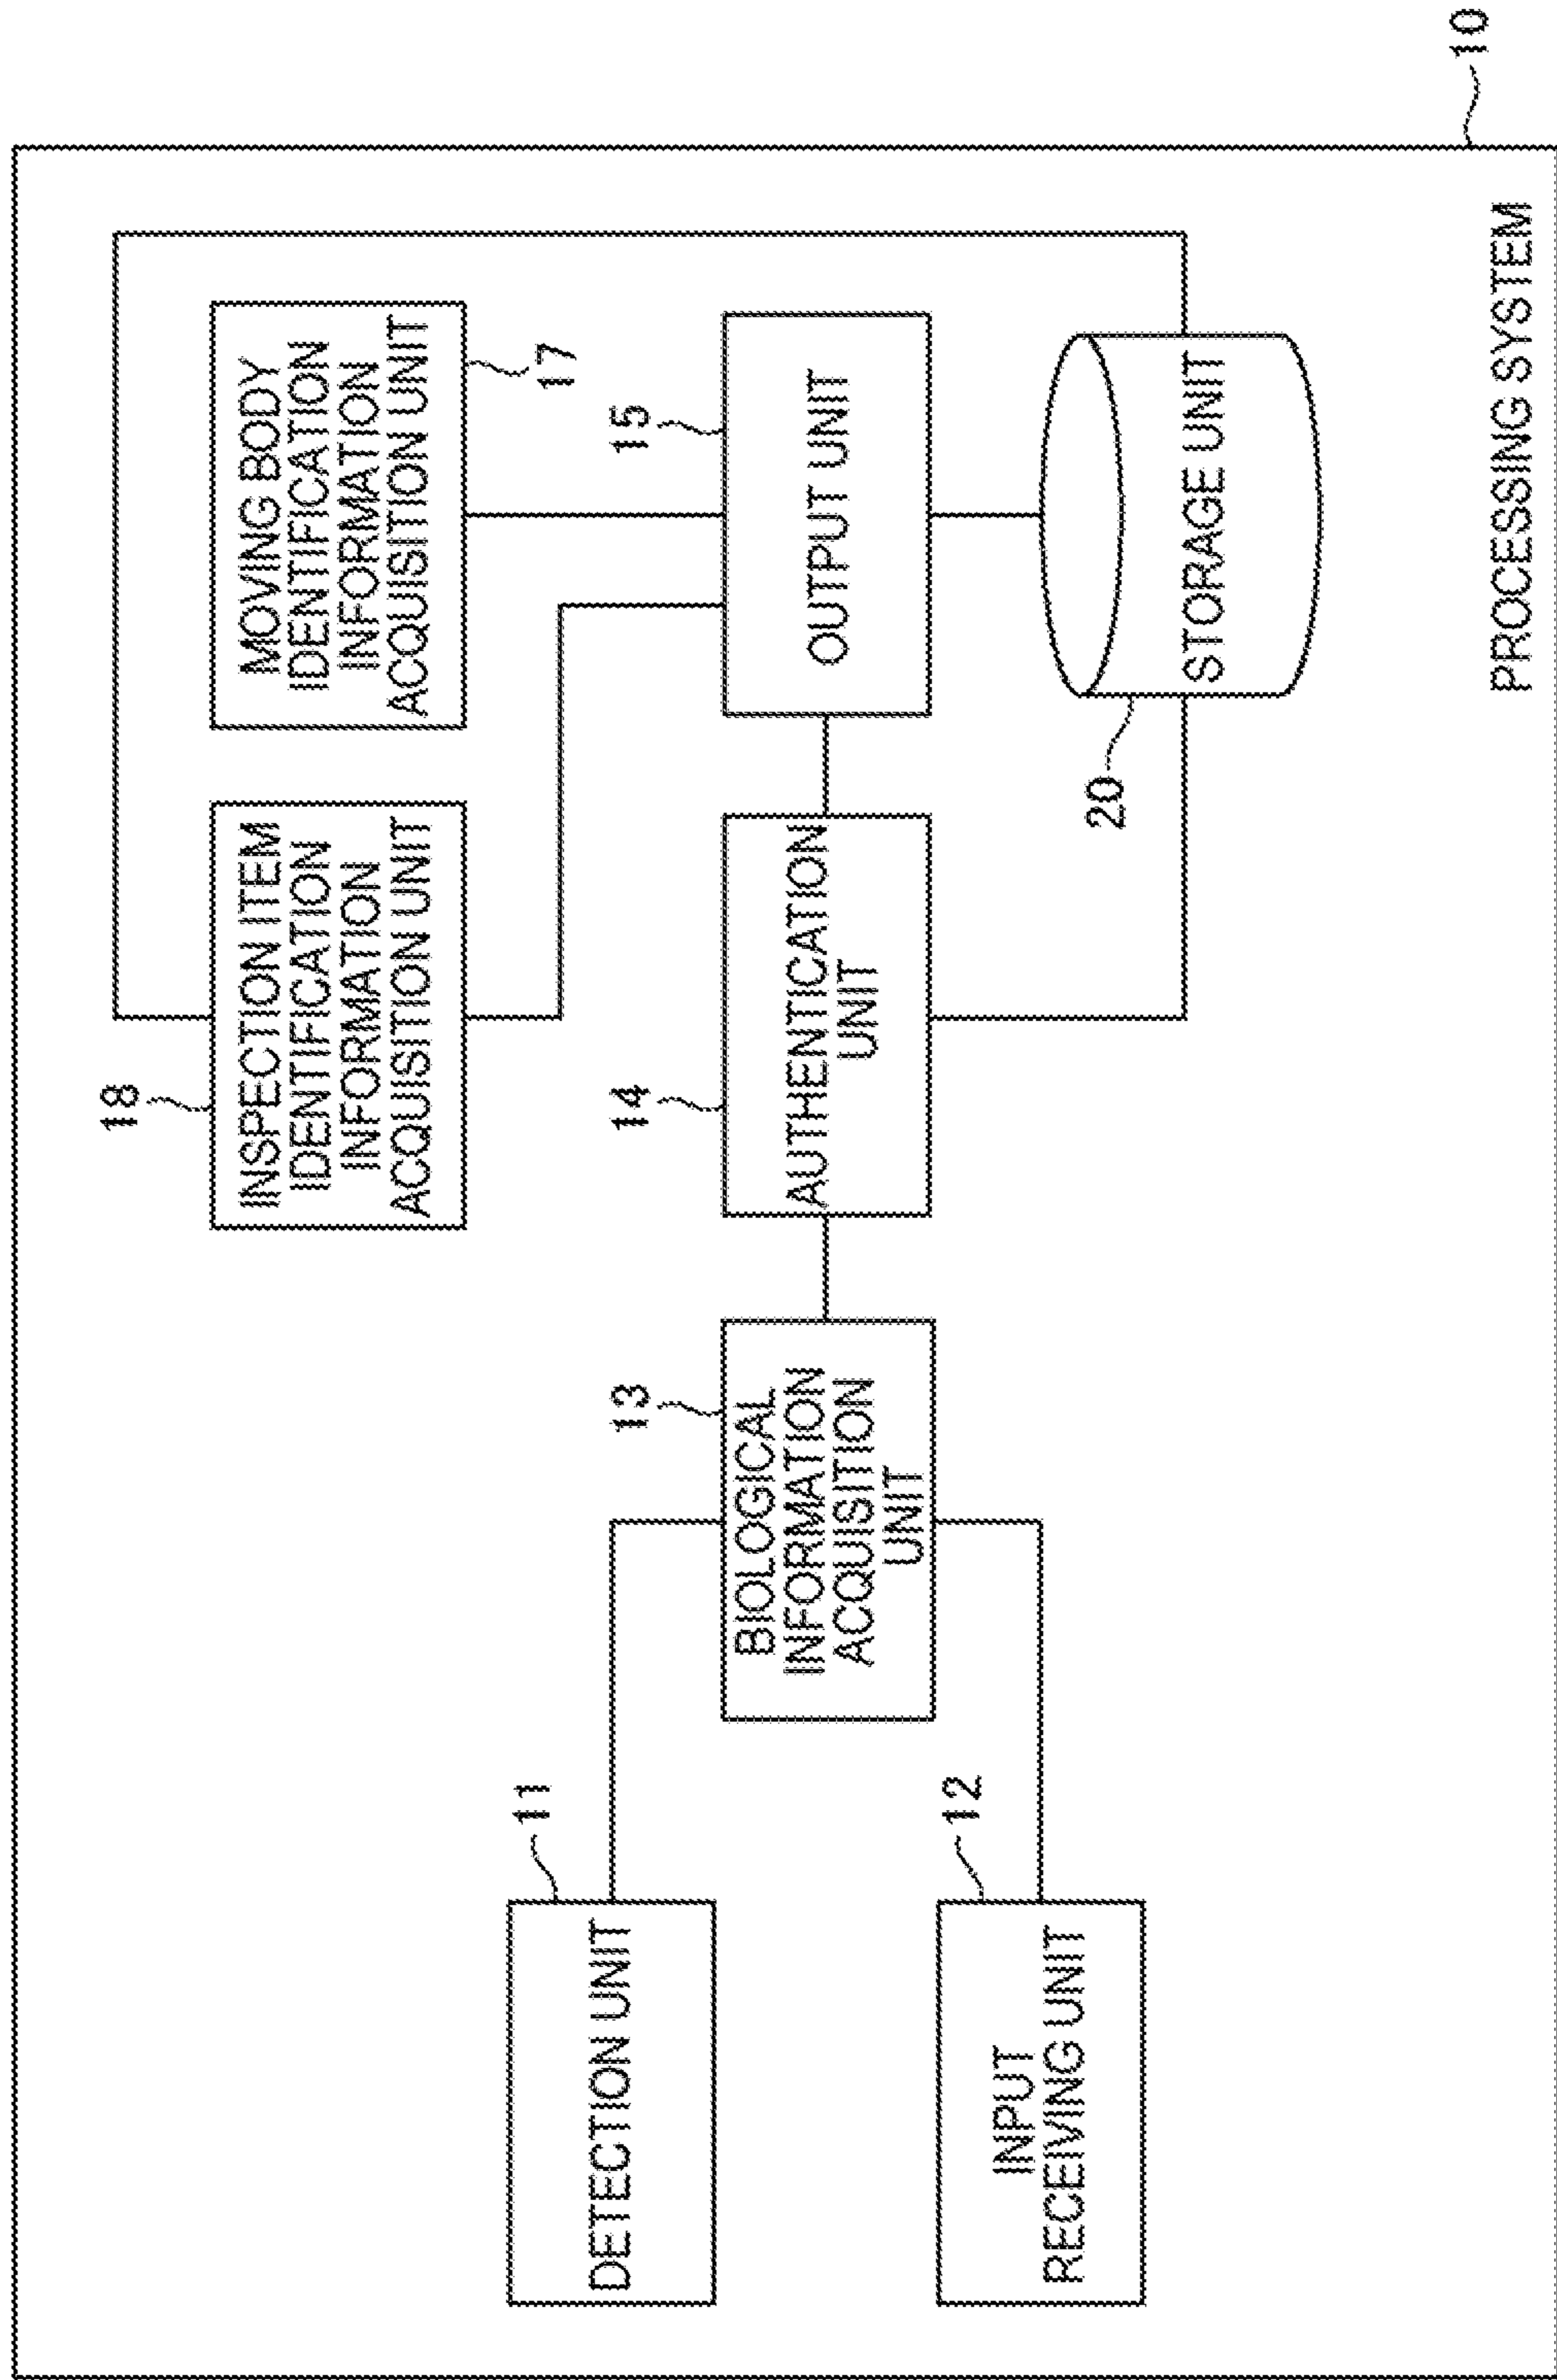 10
18
INSPECTION ITEM
IDENTIFICATION
INFORMATION
ACQUISITION UNIT
MOVING BODY
IDENTIFICATION
INFORMATION
ACQUISITION UNIT
17
11
DETECTION UNIT
13
BIOLOGICAL
INFORMATION
ACQUISITION
UNIT
14
AUTHENTICATION
UNIT
15
OUTPUT UNIT
12
INPUT
RECEIVING UNIT
20
STORAGE UNIT
PROCESSING SYSTEM